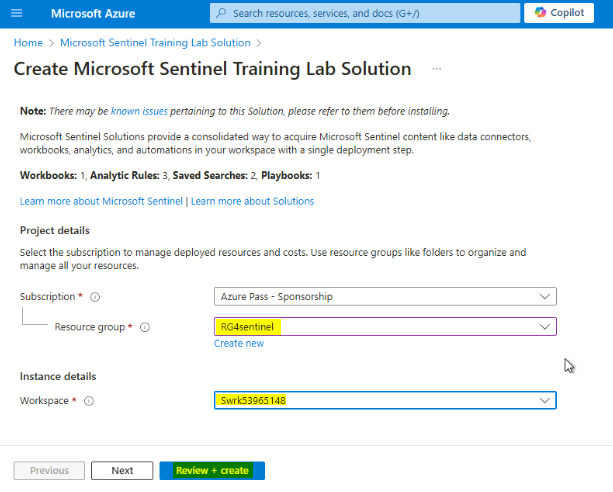 Microsoft Azure
Search resources, services, and docs (G+/)
Copilot
Home > Microsoft Sentinel Training Lab Solution >
Create Microsoft Sentinel Training Lab Solution ...
Note: There may be known issues pertaining to this Solution, please refer to them before installing.
Microsoft Sentinel Solutions provide a consolidated way to acquire Microsoft Sentinel content like data connectors,
workbooks, analytics, and automations in your workspace with a single deployment step.
Workbooks: 1, Analytic Rules: 3, Saved Searches: 2, Playbooks: 1
Learn more about Microsoft Sentinel | Learn more about Solutions
Project details
Select the subscription to manage deployed resources and costs. Use resource groups like folders to organize and
manage all your resources.
Subscription * Azure Pass - Sponsorship
Resource group * RG4sentinel
Create new
Instance details
Workspace * Swrk53965148
Previous Next Review + create